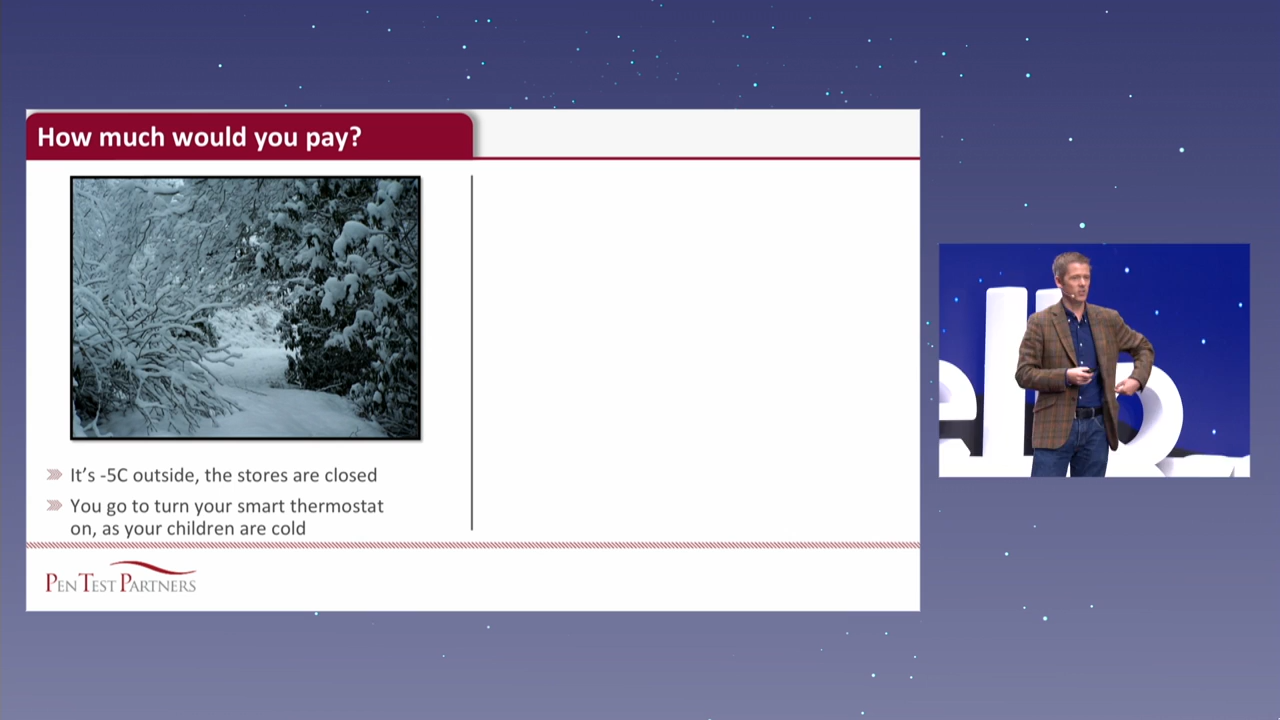 How much would you pay?
It's -5C outside, the stores are closed
You go to turn your smart thermostat
on, as your children are cold
PEN TEST PARTNERS
ello